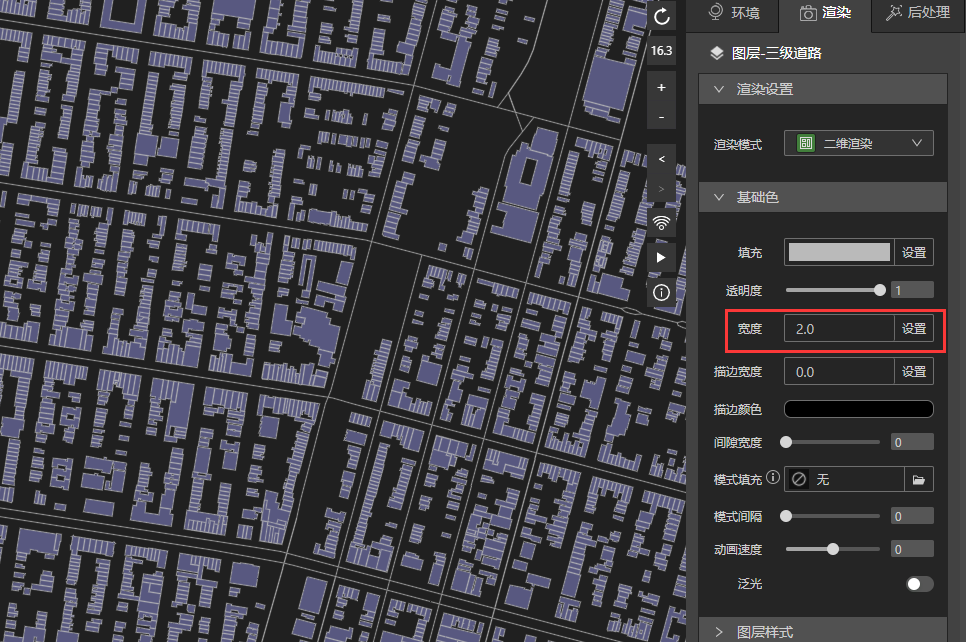 环境
渲染
后处理
16.3
图层-三级道路
+
-
<
>
渲染设置
渲染模式 二维渲染
基础色
填充 设置
透明度 1
宽度 2.0 设置
描边宽度 0.0 设置
描边颜色
间隙宽度 0
模式填充 无
模式间隔 0
动画速度 0
泛光
图层样式